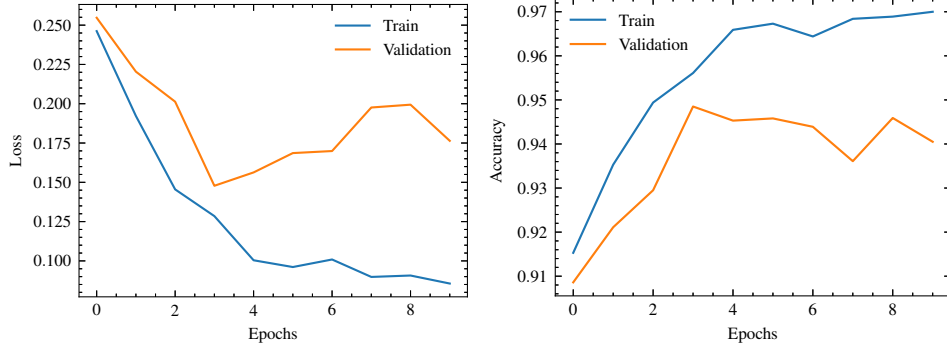 0.250
0.225
0.200
0.175
0.150
0.125
0.100
Loss
0 2 4 6 8
Epochs
Train
Validation
0.97
0.96
0.95
0.94
0.93
0.92
0.91
Accuracy
0 2 4 6 8
Epochs
Train
Validation